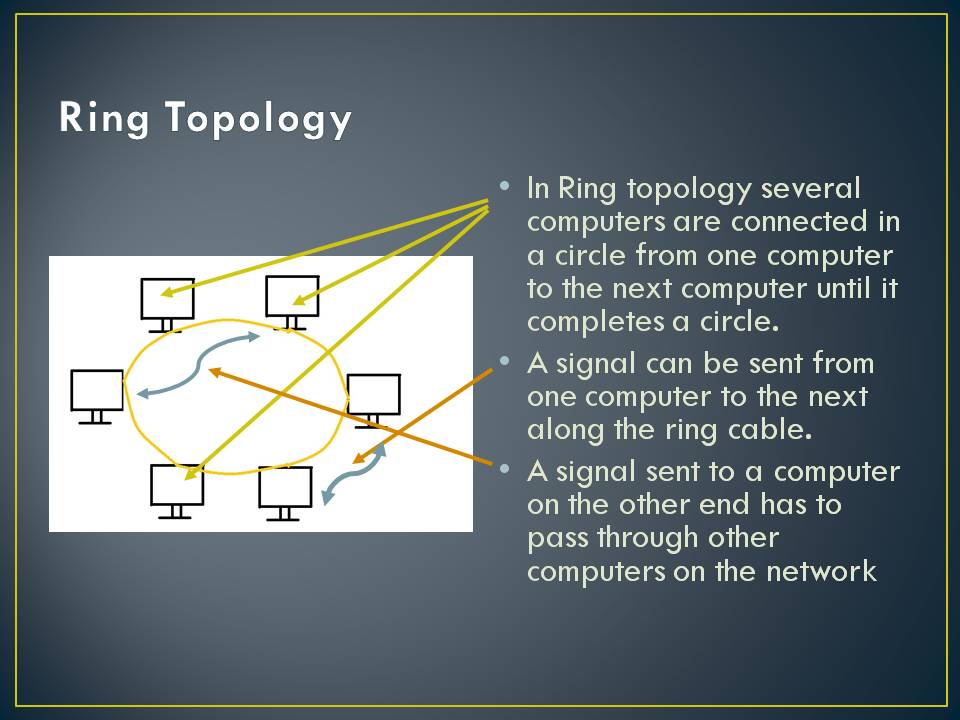 Ring Topology
• In Ring topology several
computers are connected in
a circle from one computer
to the next computer until it
completes a circle.
• A signal can be sent from
one computer to the next
along the ring cable.
• A signal sent to a computer
on the other end has to
pass through other
computers on the network